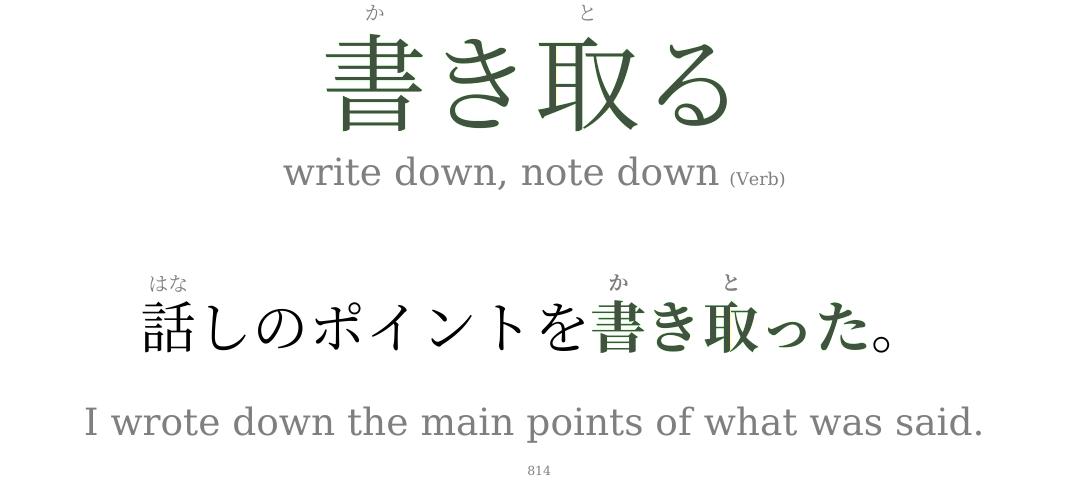 か と
書き取る
write down, note down (Verb)
はな か と
話しのポイントを書き取った。
I wrote down the main points of what was said.
814